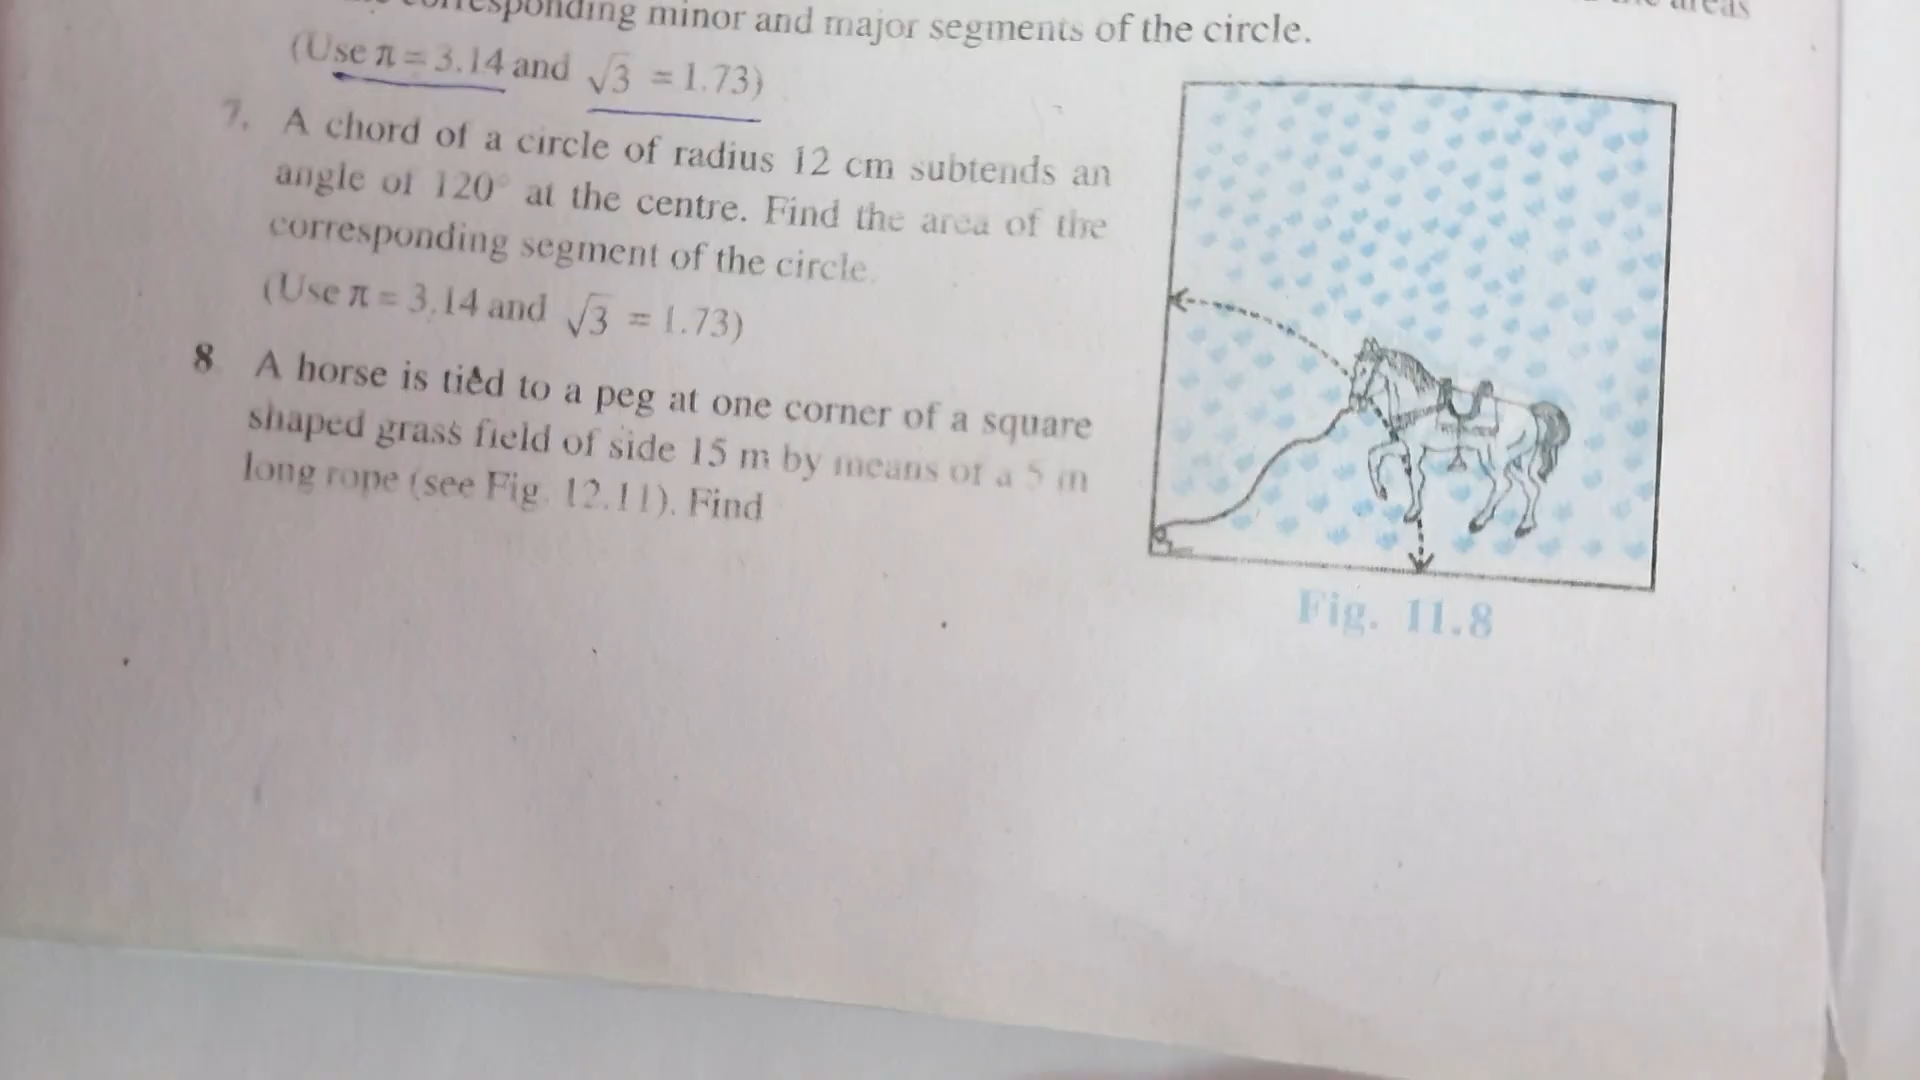 corresponding minor and major segments of the circle.
areas
(Use π = 3.14 and √3 = 1.73)
7. A chord of a circle of radius 12 cm subtends an
angle of 120° at the centre. Find the area of the
corresponding segment of the circle.
(Use π = 3.14 and √3 = 1.73)
8 A horse is tied to a peg at one corner of a square
shaped grass field of side 15 m by means of a 5 m
long rope (see Fig. 12.11). Find
Fig. 11.8